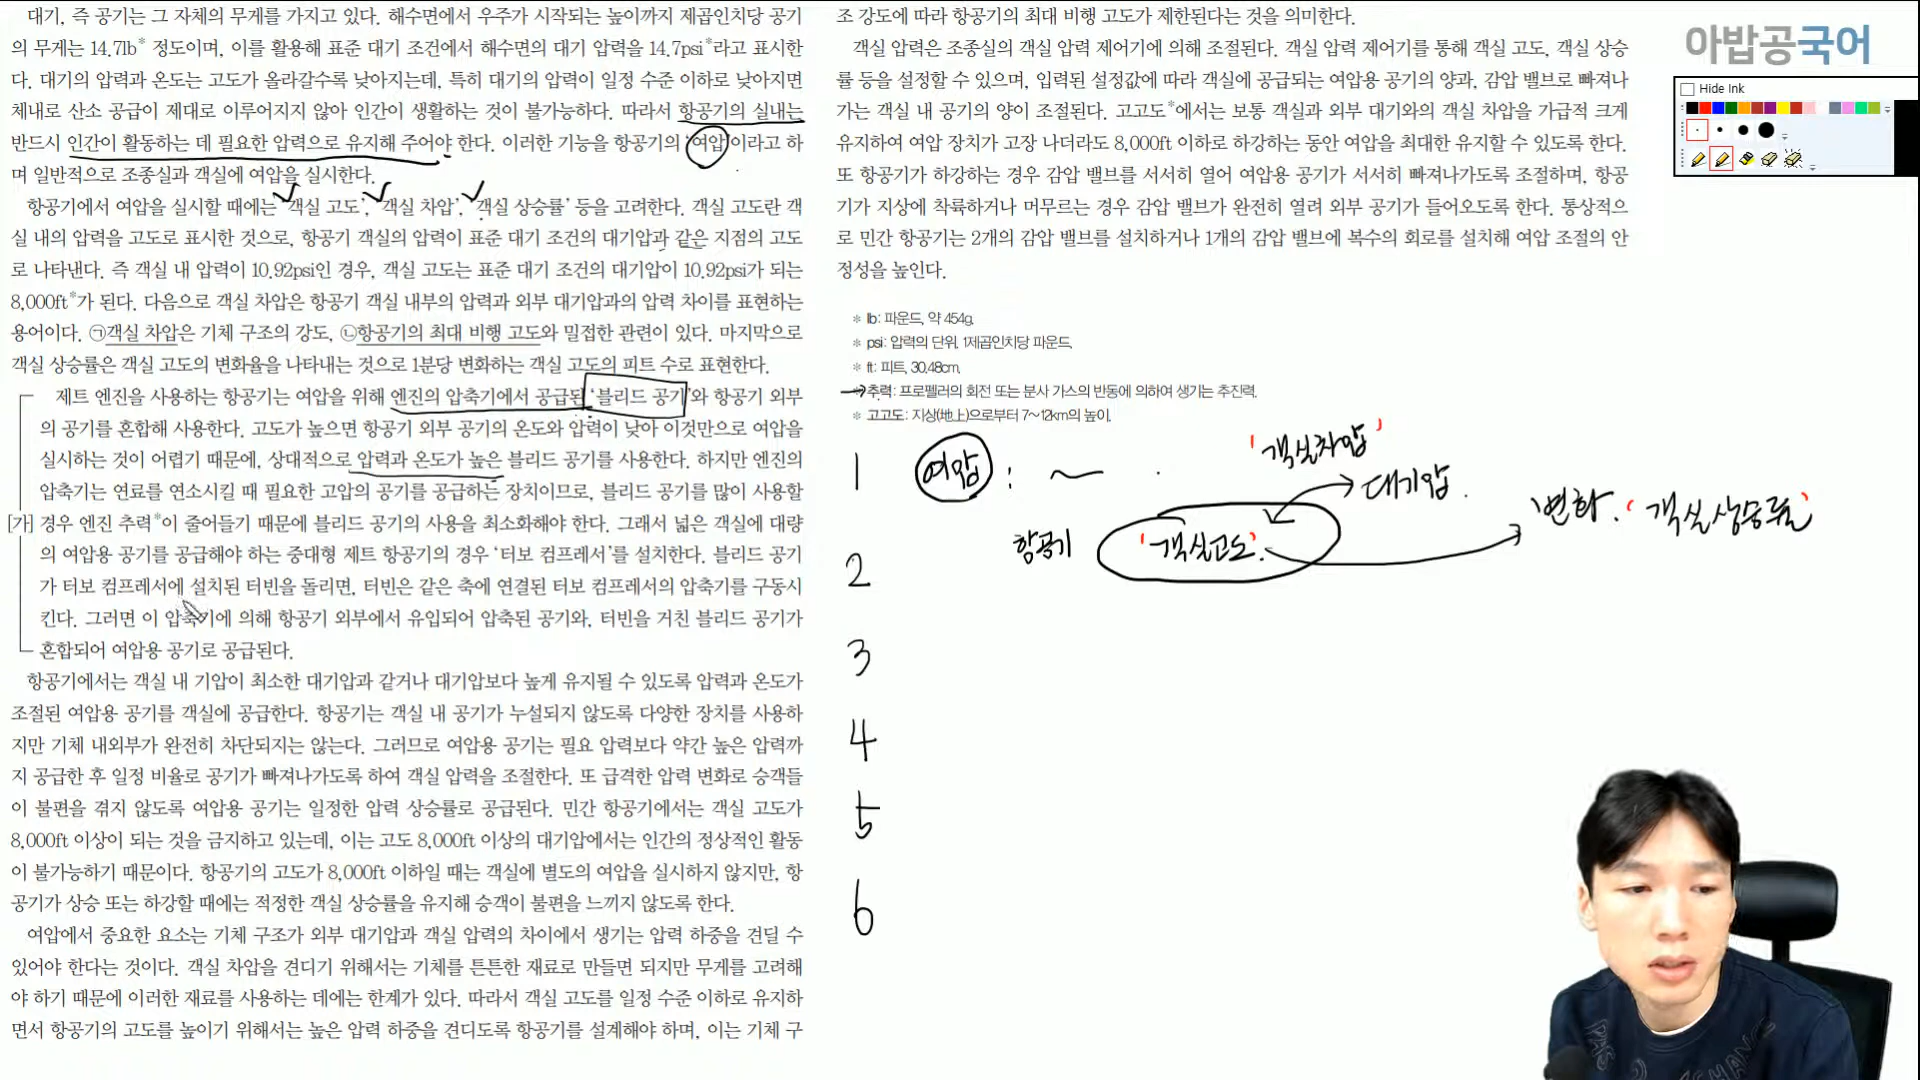 대기, 즉 공기는 그 자체의 무게를 가지고 있다. 해수면에서 우주가 시작되는 높이까지 제곱인치당 공기
의 무게는 14.7lb* 정도이며, 이를 활용해 표준 대기 조건에서 해수면의 대기 압력을 14.7psi*라고 표시한
다. 대기의 압력과 온도는 고도가 올라갈수록 낮아지는데, 특히 대기의 압력이 일정 수준 이하로 낮아지면
체내로 산소 공급이 제대로 이루어지지 않아 인간이 생활하는 것이 불가능하다. 따라서 항공기의 실내는
반드시 인간이 활동하는 데 필요한 압력으로 유지해 주어야 한다. 이러한 기능을 항공기의 '여압'이라고 하
며 일반적으로 조종실과 객실에 여압을 실시한다.
항공기에서 여압을 실시할 때에는 '객실 고도', '객실 차압', '객실 상승률' 등을 고려한다. 객실 고도란 객
실 내의 압력을 고도로 표시한 것으로, 항공기 객실의 압력이 표준 대기 조건의 대기압과 같은 지점의 고도
로 나타낸다. 즉 객실 내 압력이 10.92psi인 경우, 객실 고도는 표준 대기 조건의 대기압이 10.92psi가 되는
8,000ft*가 된다. 다음으로 객실 차압은 항공기 객실 내부의 압력과 외부 대기압과의 압력 차이를 표현하는
용어이다. ㉠객실 차압은 기체 구조의 강도, ㉡항공기의 최대 비행 고도와 밀접한 관련이 있다. 마지막으로
객실 상승률은 객실 고도의 변화율을 나타내는 것으로 1분당 변화하는 객실 고도의 피트 수로 표현한다.
제트 엔진을 사용하는 항공기는 여압을 위해 엔진의 압축기에서 공급된 '블리드 공기'와 항공기 외부
의 공기를 혼합해 사용한다. 고도가 높으면 항공기 외부 공기의 온도와 압력이 낮아 이것만으로 여압을
실시하는 것이 어렵기 때문에, 상대적으로 압력과 온도가 높은 블리드 공기를 사용한다. 하지만 엔진의
압축기는 연료를 연소시킬 때 필요한 고압의 공기를 공급하는 장치이므로, 블리드 공기를 많이 사용할
[가] 경우 엔진 추력*이 줄어들기 때문에 블리드 공기의 사용을 최소화해야 한다. 그래서 넓은 객실에 대량
의 여압용 공기를 공급해야 하는 중대형 제트 항공기의 경우 '터보 컴프레서'를 설치한다. 블리드 공기
가 터보 컴프레서에 설치된 터빈을 돌리면, 터빈은 같은 축에 연결된 터보 컴프레서의 압축기를 구동시
킨다. 그러면 이 압축기에 의해 항공기 외부에서 유입되어 압축된 공기와, 터빈을 거친 블리드 공기가
혼합되어 여압용 공기로 공급된다.
항공기에서는 객실 내 기압이 최소한 대기압과 같거나 대기압보다 높게 유지될 수 있도록 압력과 온도가
조절된 여압용 공기를 객실에 공급한다. 항공기는 객실 내 공기가 누설되지 않도록 다양한 장치를 사용하
지만 기체 내외부가 완전히 차단되지는 않는다. 그러므로 여압용 공기는 필요 압력보다 약간 높은 압력까
지 공급한 후 일정 비율로 공기가 빠져나가도록 하여 객실 압력을 조절한다. 또 급격한 압력 변화로 승객들
이 불편을 겪지 않도록 여압용 공기는 일정한 압력 상승률로 공급된다. 민간 항공기에서는 객실 고도가
8,000ft 이상이 되는 것을 금지하고 있는데, 이는 고도 8,000ft 이상의 대기압에서는 인간의 정상적인 활동
이 불가능하기 때문이다. 항공기의 고도가 8,000ft 이하일 때는 객실에 별도의 여압을 실시하지 않지만, 항
공기가 상승 또는 하강할 때에는 적정한 객실 상승률을 유지해 승객이 불편을 느끼지 않도록 한다.
여압에서 중요한 요소는 기체 구조가 외부 대기압과 객실 압력의 차이에서 생기는 압력 하중을 견딜 수
있어야 한다는 것이다. 객실 차압을 견디기 위해서는 기체를 튼튼한 재료로 만들면 되지만 무게를 고려해
야 하기 때문에 이러한 재료를 사용하는 데에는 한계가 있다. 따라서 객실 고도를 일정 수준 이하로 유지하
면서 항공기의 고도를 높이기 위해서는 높은 압력 하중을 견디도록 항공기를 설계해야 하며, 이는 기체 구
조 강도에 따라 항공기의 최대 비행 고도가 제한된다는 것을 의미한다.
객실 압력은 조종실의 객실 압력 제어기에 의해 조절된다. 객실 압력 제어기를 통해 객실 고도, 객실 상승
률 등을 설정할 수 있으며, 입력된 설정값에 따라 객실에 공급되는 여압용 공기의 양과, 감압 밸브로 빠져나
가는 객실 내 공기의 양이 조절된다. 고고도*에서는 보통 객실과 외부 대기와의 객실 차압을 가급적 크게
유지하여 여압 장치가 고장 나더라도 8,000ft 이하로 하강하는 동안 여압을 최대한 유지할 수 있도록 한다.
또 항공기가 하강하는 경우 감압 밸브를 서서히 열어 여압용 공기가 서서히 빠져나가도록 조절하며, 항공
기가 지상에 착륙하거나 머무르는 경우 감압 밸브가 완전히 열려 외부 공기가 들어오도록 한다. 통상적으
로 민간 항공기는 2개의 감압 밸브를 설치하거나 1개의 감압 밸브에 복수의 회로를 설치해 여압 조절의 안
정성을 높인다.
* lb: 파운드, 약 454g.
* psi: 압력의 단위, 1제곱인치당 파운드.
* ft: 피트, 30.48cm.
* 추력: 프로펠러의 회전 또는 분사 가스의 반동에 의하여 생기는 추진력.
* 고고도: 지상(地上)으로부터 7~12km의 높이.
1 여압 : ~
'객실차압'
대기압.
변화. '객실상승률'
항공기 '객실고도'.
2
3
4
5
6
아밥공국어
Hide Ink